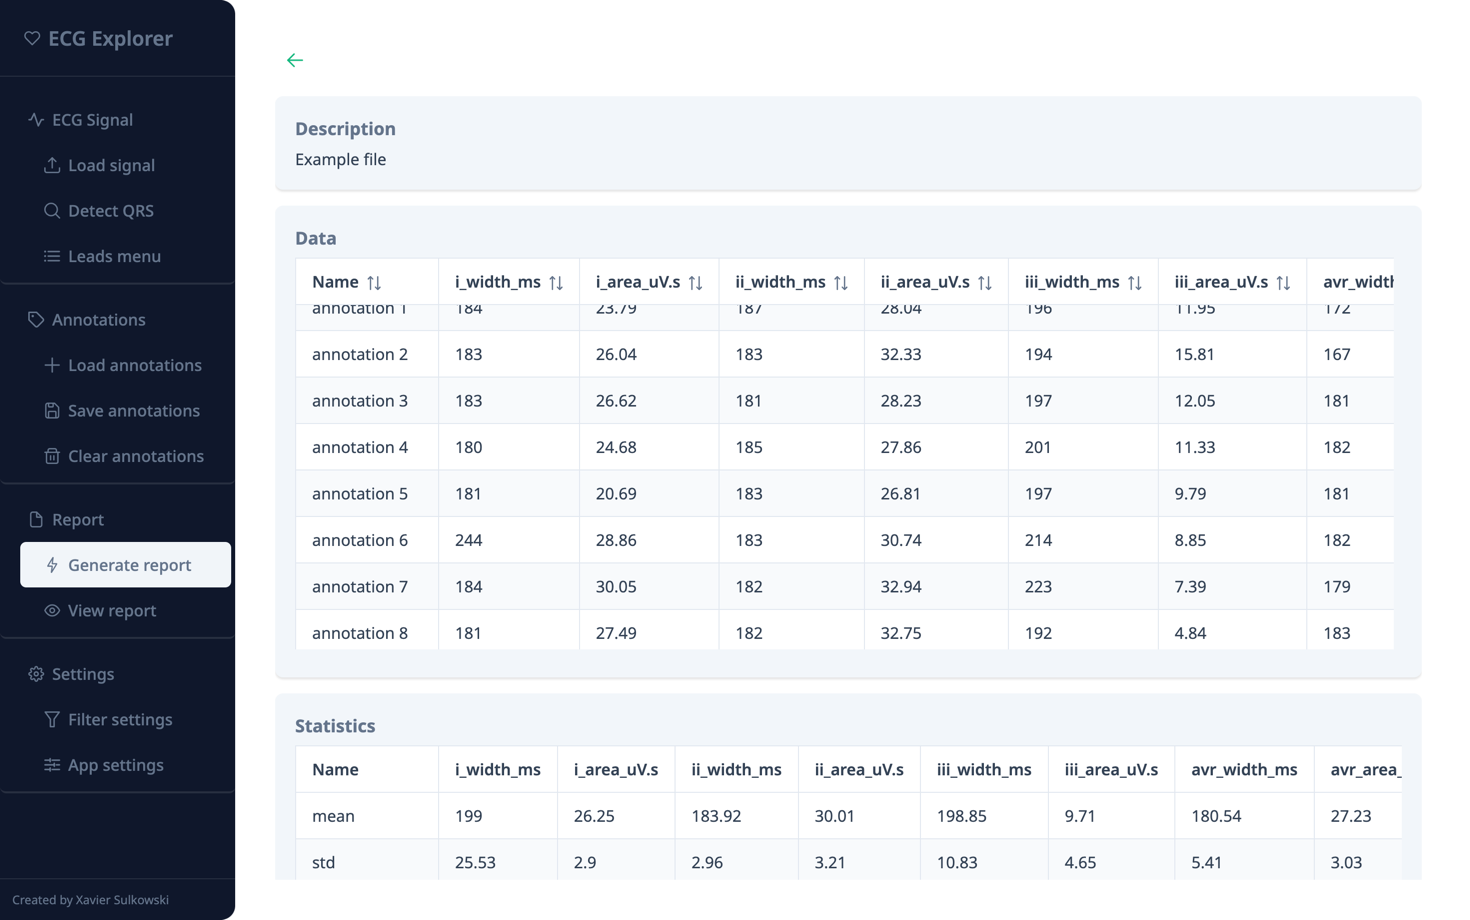 ECG Explorer
ECG Signal
Load signal
Detect QRS
Leads menu
Annotations
Load annotations
Save annotations
Clear annotations
Report
Generate report
View report
Settings
Filter settings
App settings
Created by Xavier Sulkowski
Description
Example file
Data
Name i_width_ms i_area_uV.s ii_width_ms ii_area_uV.s iii_width_ms iii_area_uV.s avr_width
annotation 1 184 23.79 187 28.04 196 11.95 172
annotation 2 183 26.04 183 32.33 194 15.81 167
annotation 3 183 26.62 181 28.23 197 12.05 181
annotation 4 180 24.68 185 27.86 201 11.33 182
annotation 5 181 20.69 183 26.81 197 9.79 181
annotation 6 244 28.86 183 30.74 214 8.85 182
annotation 7 184 30.05 182 32.94 223 7.39 179
annotation 8 181 27.49 182 32.75 192 4.84 183
Statistics
Name i_width_ms i_area_uV.s ii_width_ms ii_area_uV.s iii_width_ms iii_area_uV.s avr_width_ms avr_area_
mean 199 26.25 183.92 30.01 198.85 9.71 180.54 27.23
std 25.53 2.9 2.96 3.21 10.83 4.65 5.41 3.03